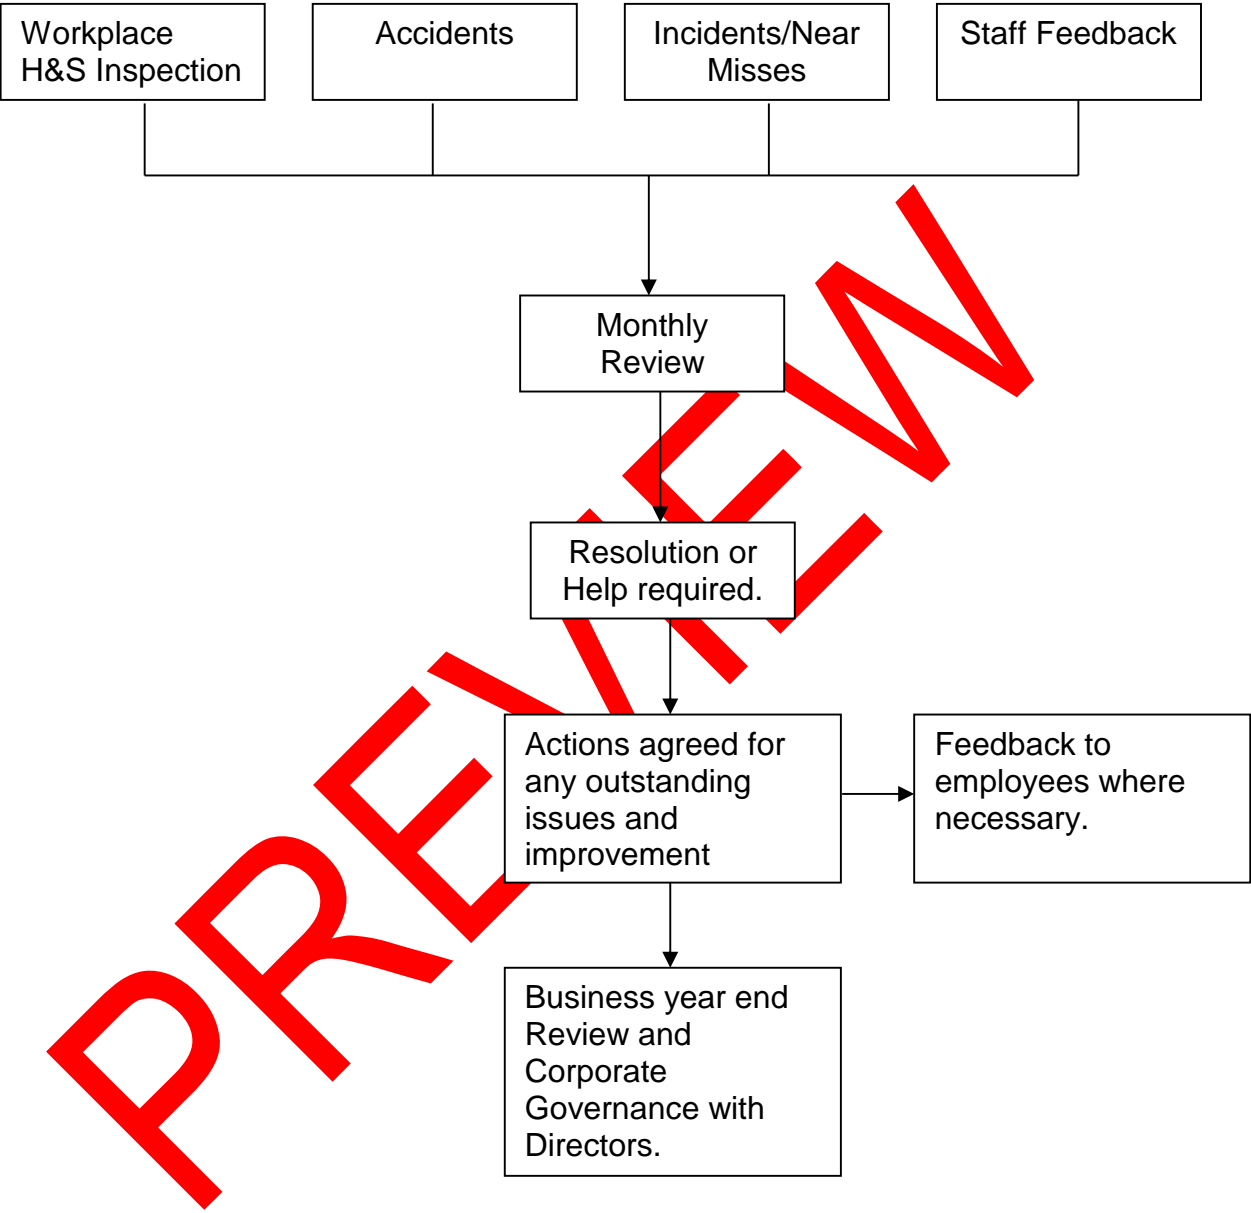 Workplace
H&S Inspection
Accidents
Incidents/Near
Misses
Staff Feedback
Monthly
Review
Resolution or
Help required.
Actions agreed for
any outstanding
issues and
improvement
Feedback to
employees where
necessary.
Business year end
Review and
Corporate
Governance with
Directors.
PREVIEW